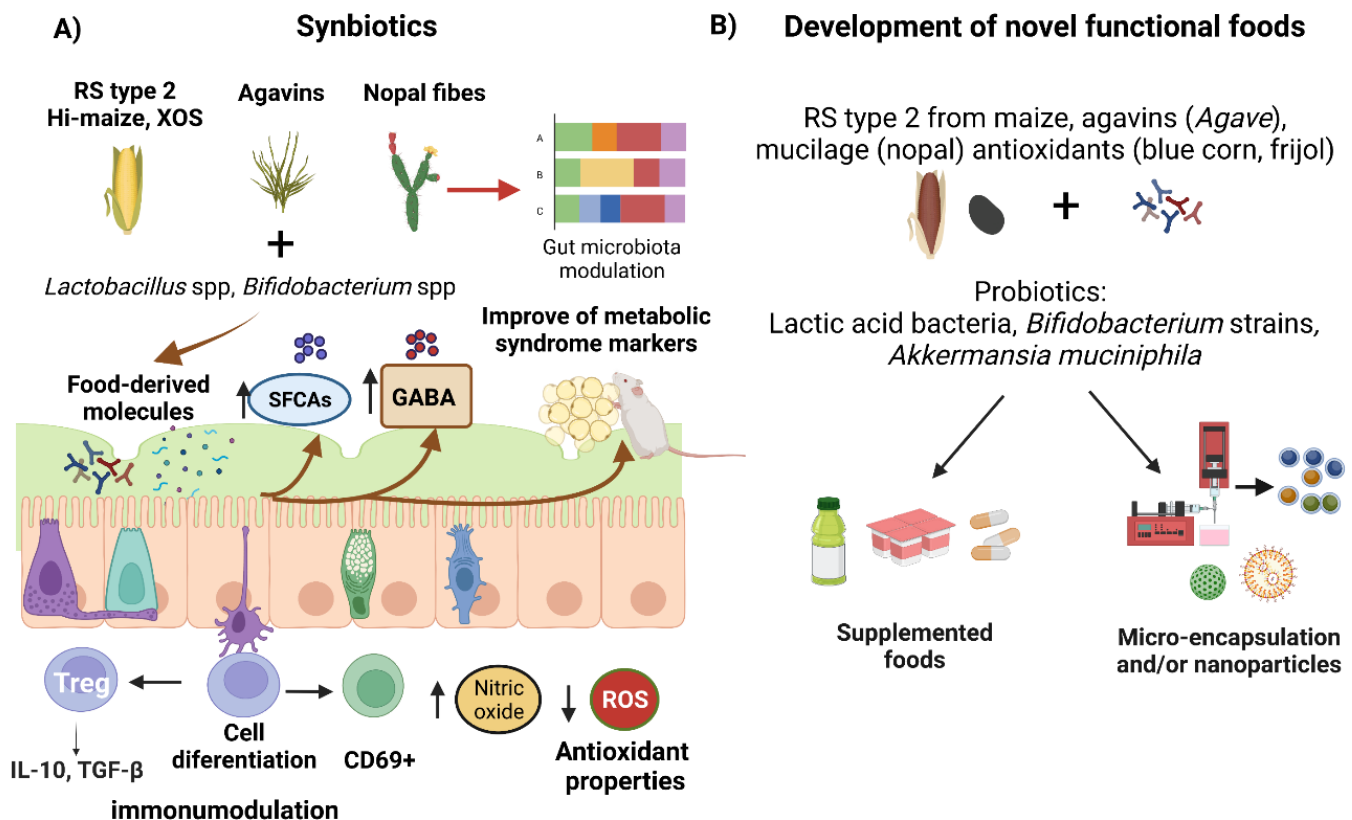 A)
Synbiotics
RS type 2
Hi-maize, XOS
Agavins
Nopal fibes
A
B
C
Gut microbiota
modulation
+
Lactobacillus spp, Bifidobacterium spp
Improve of metabolic
syndrome markers
Food-derived
molecules
SFCAs
GABA
Treg
Cell
diferentiation
CD69+
Nitric
oxide
ROS
Antioxidant
properties
IL-10, TGF-β
immonumodulation
B)
Development of novel functional foods
RS type 2 from maize, agavins (Agave),
mucilage (nopal) antioxidants (blue corn, frijol)
+
Probiotics:
Lactic acid bacteria, Bifidobacterium strains,
Akkermansia muciniphila
Supplemented
foods
Micro-encapsulation
and/or nanoparticles